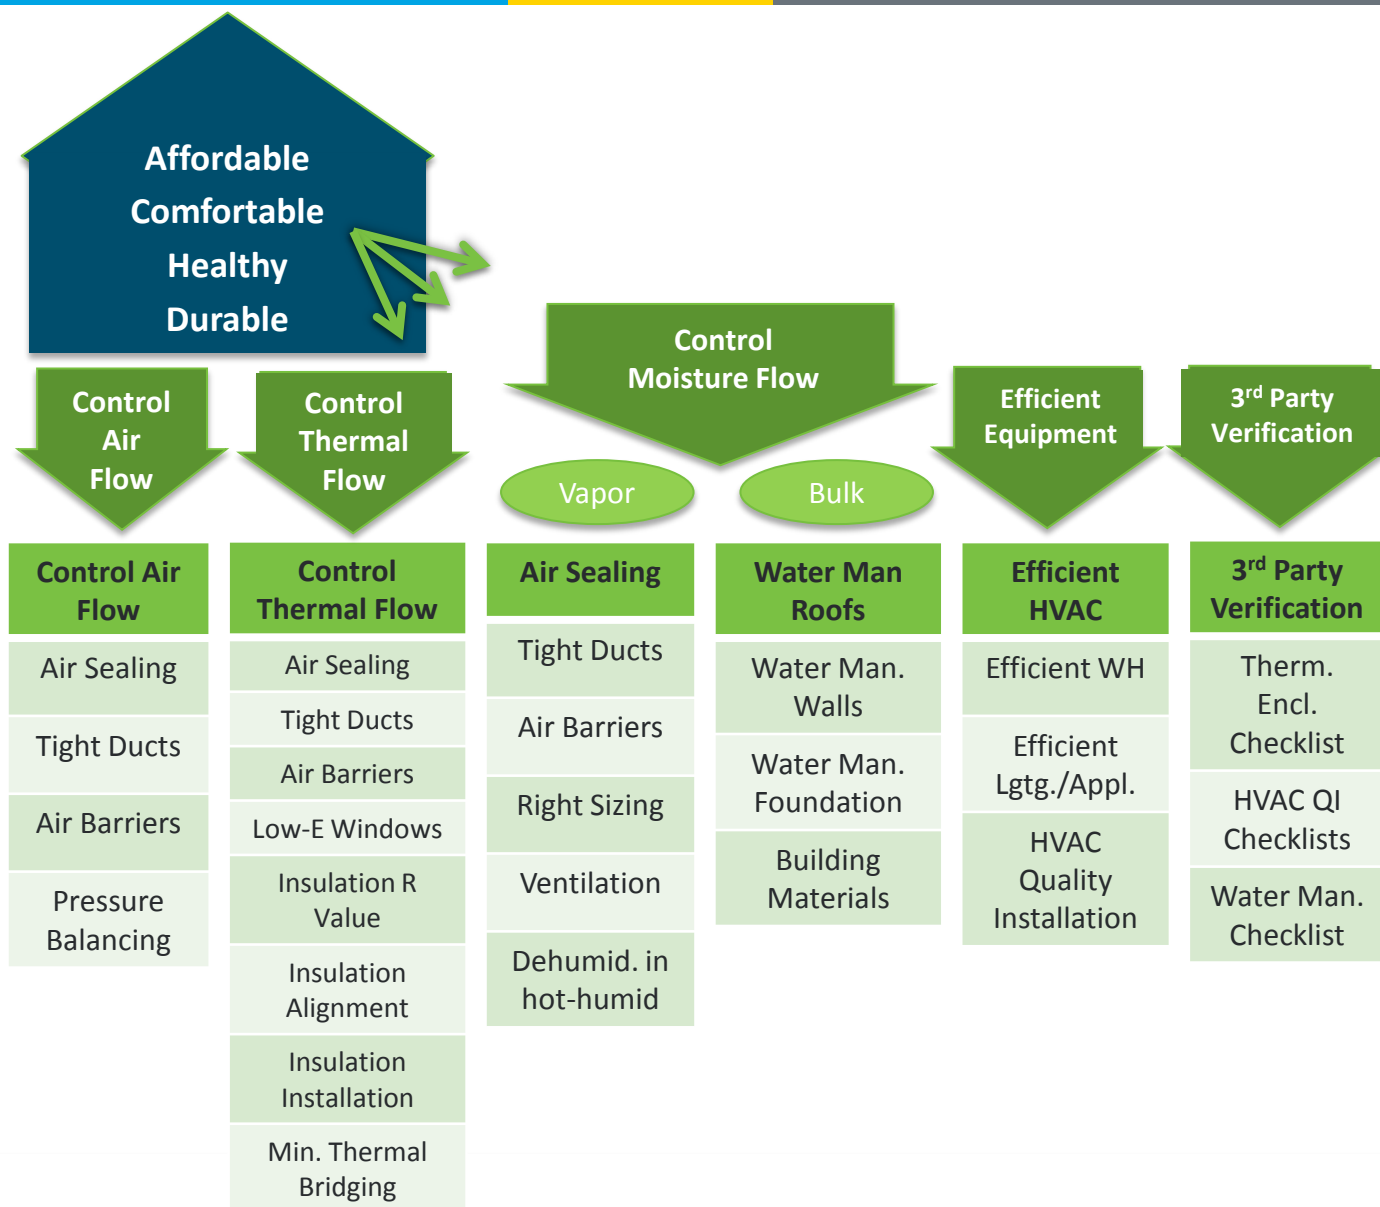 Affordable
Comfortable
Healthy
Durable
Control
Air
Flow
Control
Thermal
Flow
Control
Moisture Flow
Efficient
Equipment
3rd Party
Verification
Vapor
Bulk
Control Air
Flow
Air Sealing
Tight Ducts
Air Barriers
Pressure
Balancing
Control
Thermal Flow
Air Sealing
Tight Ducts
Air Barriers
Low-E Windows
Insulation R
Value
Insulation
Alignment
Insulation
Installation
Min. Thermal
Bridging
Air Sealing
Tight Ducts
Air Barriers
Right Sizing
Ventilation
Dehumid. in
hot-humid
Water Man
Roofs
Water Man.
Walls
Water Man.
Foundation
Building
Materials
Efficient
HVAC
Efficient WH
Efficient
Lgtg./Appl.
HVAC
Quality
Installation
3rd Party
Verification
Therm.
Encl.
Checklist
HVAC QI
Checklists
Water Man.
Checklist